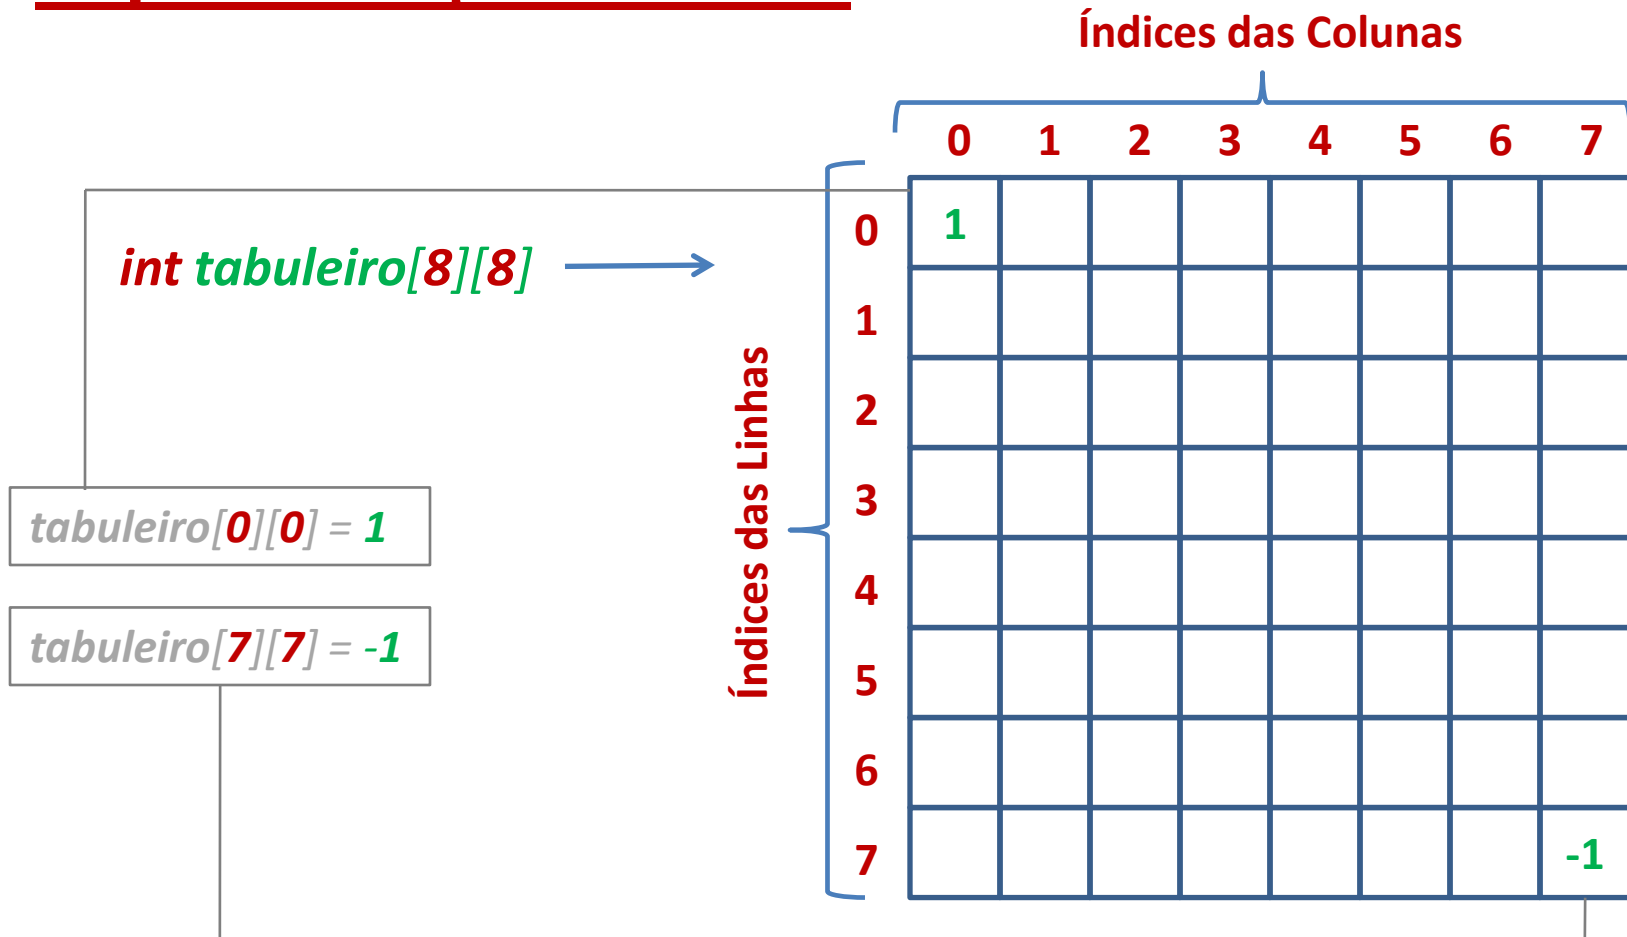 Índices das Colunas
0 1 2 3 4 5 6 7
int tabuleiro[8][8]
Índices das Linhas
0 1
1
2
3
4
5
6
7 -1
tabuleiro[0][0] = 1
tabuleiro[7][7] = -1